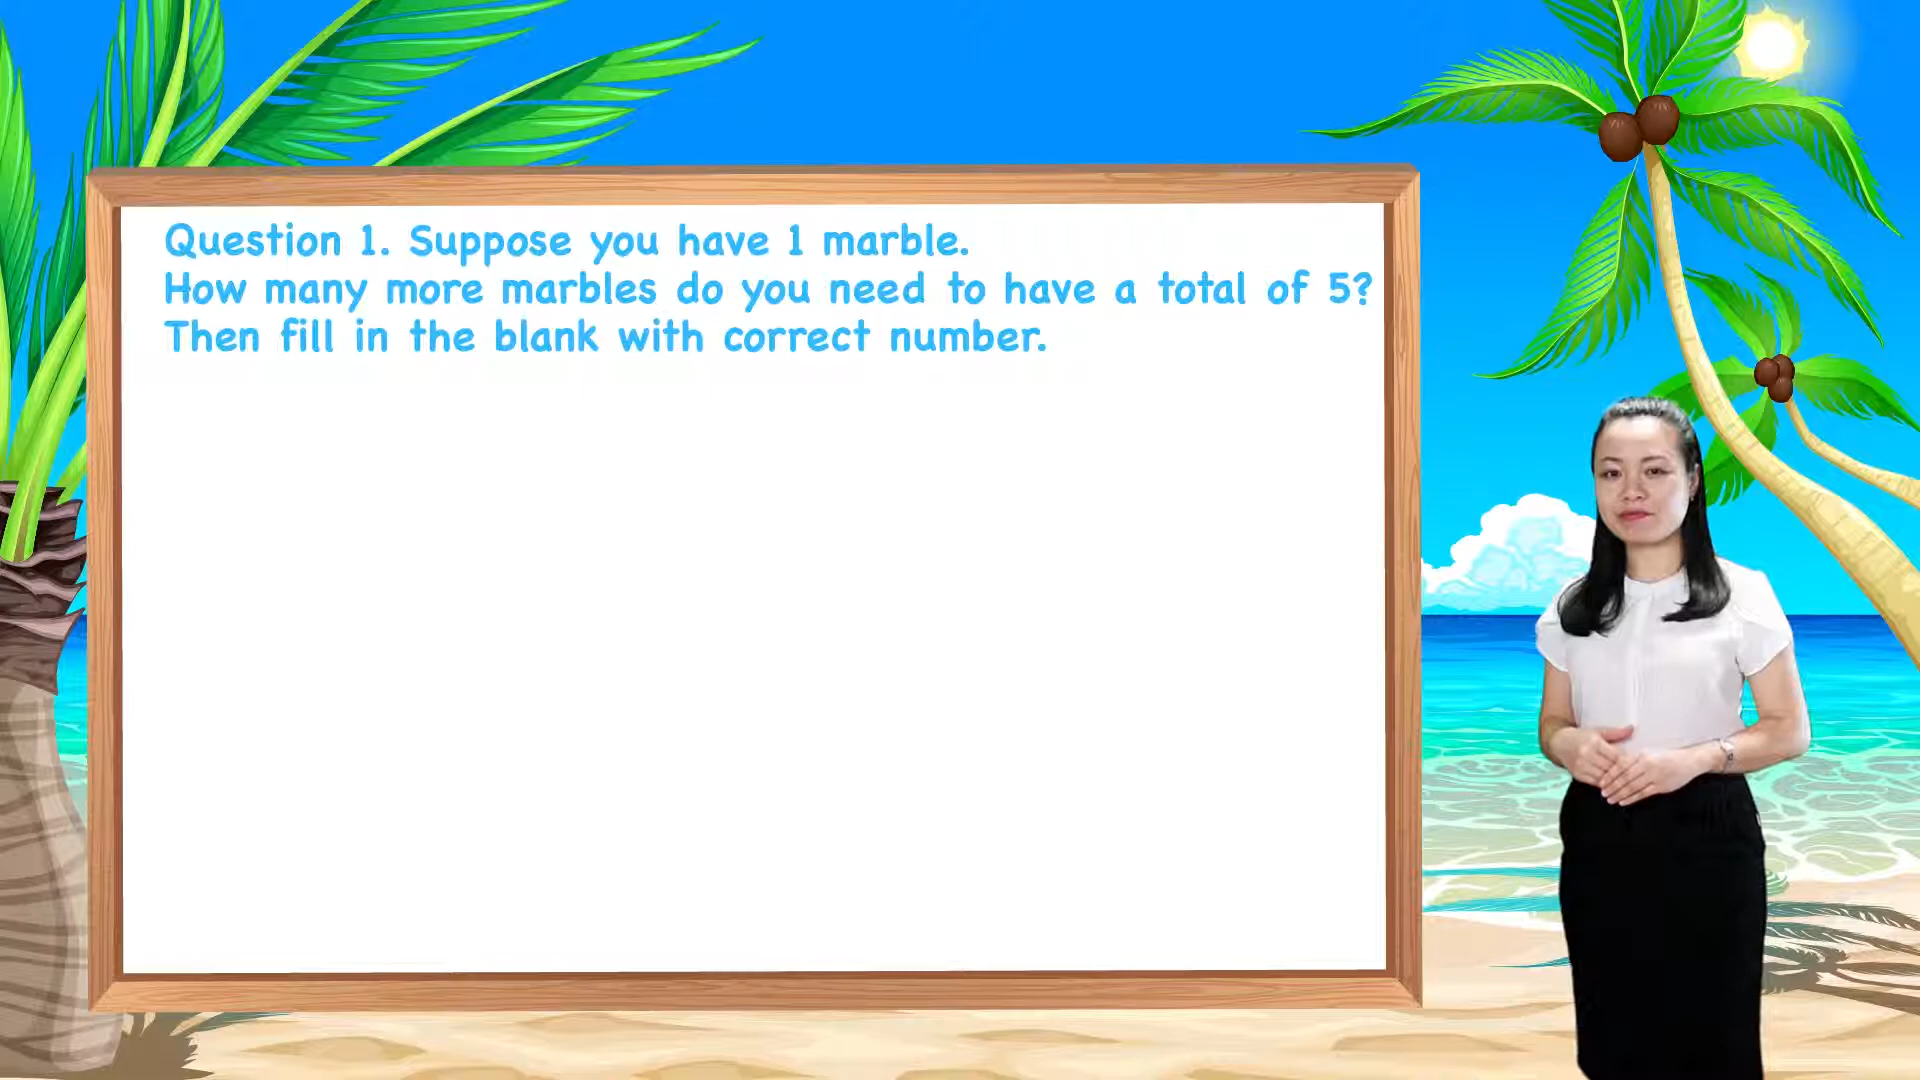 Question 1. Suppose you have 1 marble.
How many more marbles do you need to have a total of 5?
Then fill in the blank with correct number.